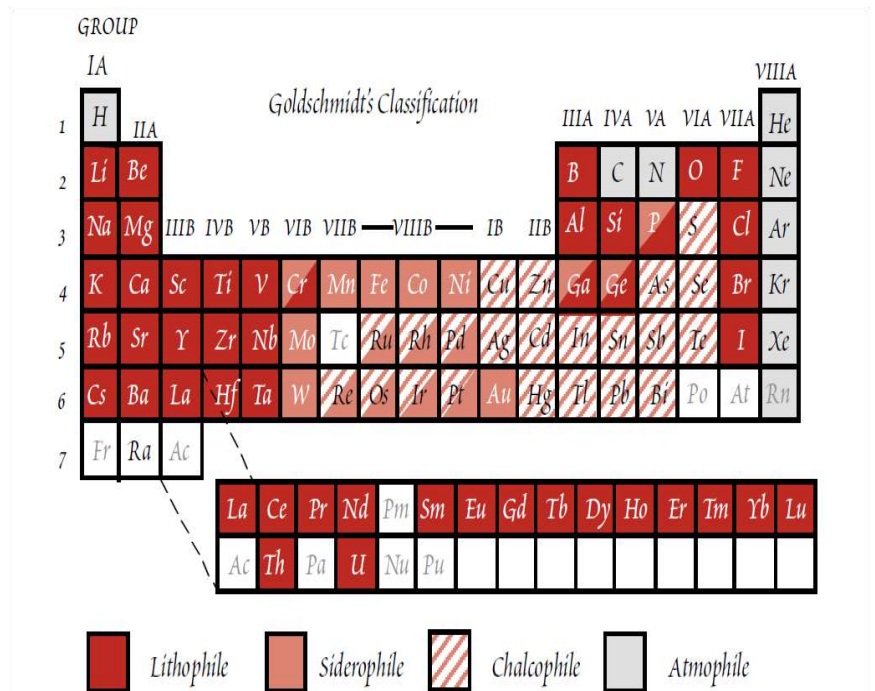 GROUP
IA
VIIIA
Goldschmidt's Classification
1 H IIA IIIA IVA VA VIA VIIA He
2 Li Be B C N O F Ne
3 Na Mg IIIB IVB VB VIB VIIB VIIIB IB IIB Al Si P S Cl Ar
4 K Ca Sc Ti V Cr Mn Fe Co Ni Cu Zn Ga Ge As Se Br Kr
5 Rb Sr Y Zr Nb Mo Tc Ru Rh Pd Ag Cd In Sn Sb Te I Xe
6 Cs Ba La Hf Ta W Re Os Ir Pt Au Hg Tl Pb Bi Po At Rn
7 Fr Ra Ac
La Ce Pr Nd Pm Sm Eu Gd Tb Dy Ho Er Tm Yb Lu
Ac Th Pa U Nu Pu
Lithophile Siderophile Chalcophile Atmophile